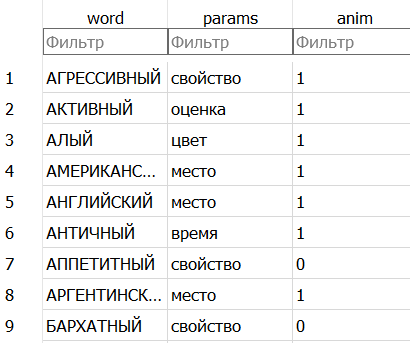 word params anim
Фильтр Фильтр Фильтр
1 АГРЕССИВНЫЙ свойство 1
2 АКТИВНЫЙ оценка 1
3 АЛЫЙ цвет 1
4 АМЕРИКАНС... место 1
5 АНГЛИЙСКИЙ место 1
6 АНТИЧНЫЙ время 1
7 АППЕТИТНЫЙ свойство 0
8 АРГЕНТИНСК... место 1
9 БАРХАТНЫЙ свойство 0